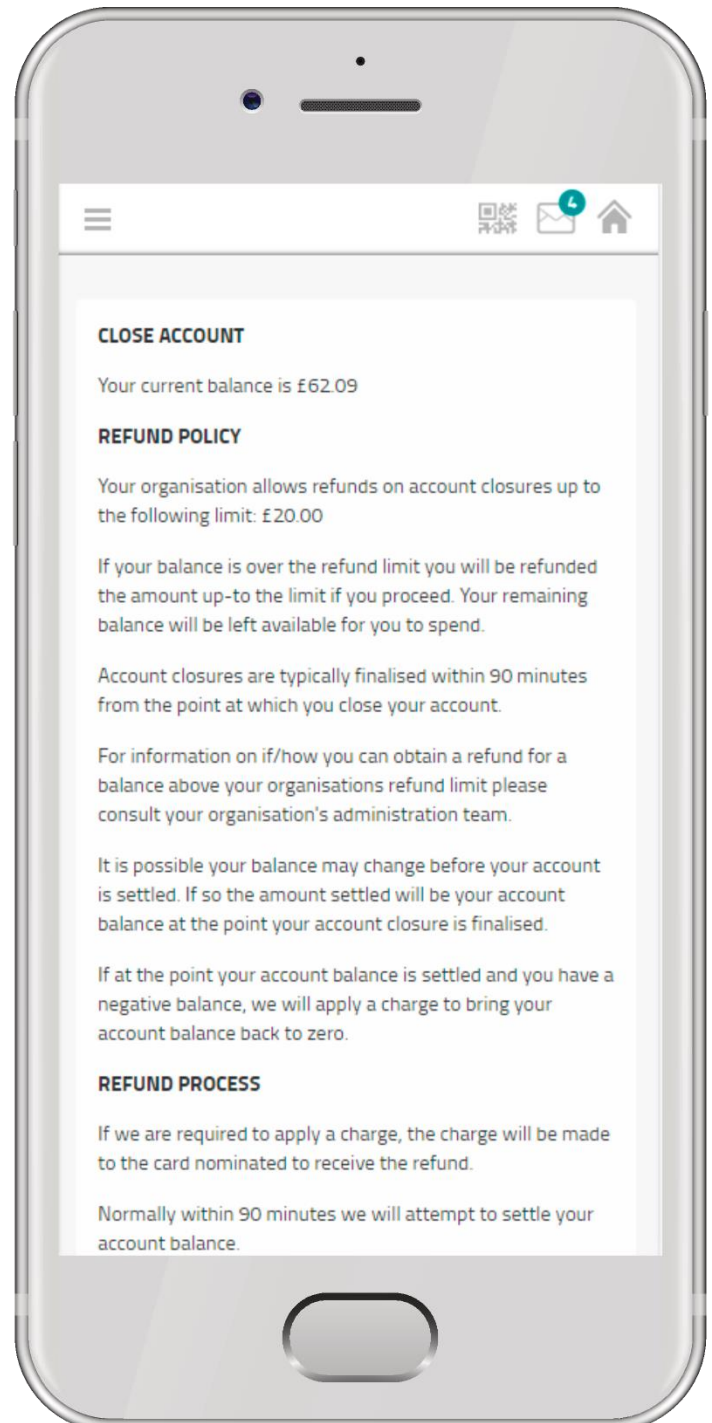 4
CLOSE ACCOUNT
Your current balance is £62.09
REFUND POLICY
Your organisation allows refunds on account closures up to
the following limit: £20.00
If your balance is over the refund limit you will be refunded
the amount up-to the limit if you proceed. Your remaining
balance will be left available for you to spend.
Account closures are typically finalised within 90 minutes
from the point at which you close your account.
For information on if/how you can obtain a refund for a
balance above your organisations refund limit please
consult your organisation's administration team.
It is possible your balance may change before your account
is settled. If so the amount settled will be your account
balance at the point your account closure is finalised.
If at the point your account balance is settled and you have a
negative balance, we will apply a charge to bring your
account balance back to zero.
REFUND PROCESS
If we are required to apply a charge, the charge will be made
to the card nominated to receive the refund.
Normally within 90 minutes we will attempt to settle your
account balance.